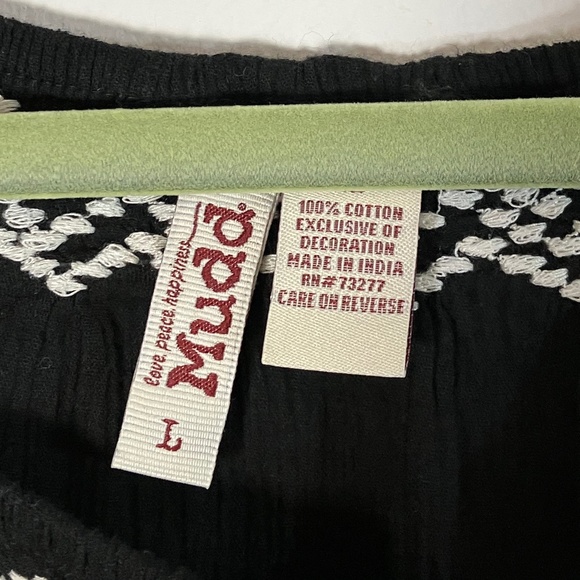 love, peace, happiness
Mudd®
L
100% COTTON
EXCLUSIVE OF
DECORATION
MADE IN INDIA
RN#73277
CARE ON REVERSE